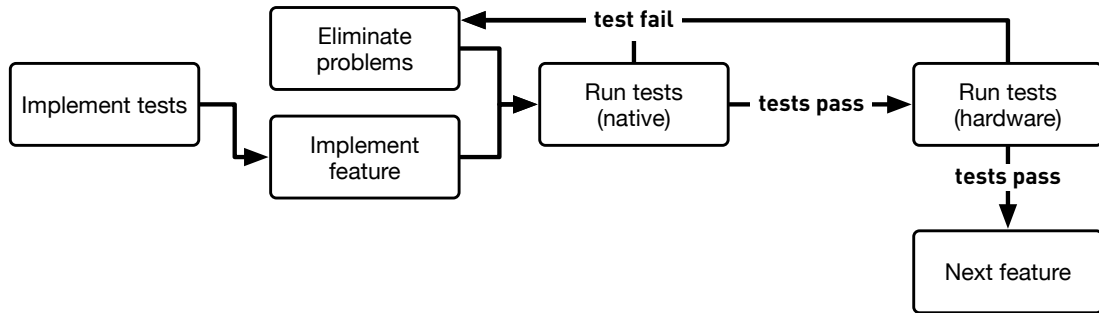 Implement tests
Eliminate
problems
Implement
feature
test fail
Run tests
(native)
tests pass
Run tests
(hardware)
tests pass
Next feature